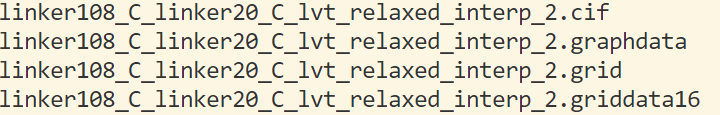 linker108_C_linker20_C_lvt_relaxed_interp_2.cif
linker108_C_linker20_C_lvt_relaxed_interp_2.graphdata
linker108_C_linker20_C_lvt_relaxed_interp_2.grid
linker108_C_linker20_C_lvt_relaxed_interp_2.griddata16